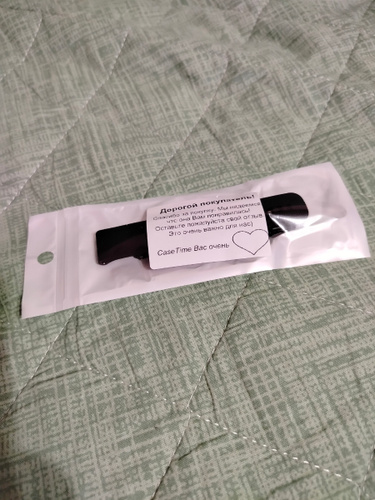 Дорогой покупатель!
Спасибо за покупку. Мы надеемся
что она Вам понравилась!
Оставьте пожалуйста свой отзыв.
Это очень важно для нас)
CaseTime Вас очень